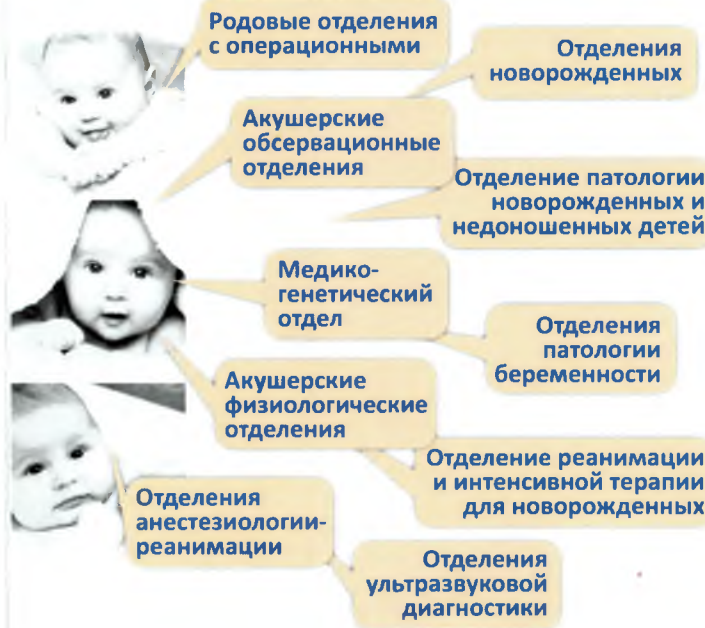 Родовые отделения
с операционными
Отделения
новорожденных
Акушерские
обсервационные
отделения
Отделение патологии
новорожденных и
недоношенных детей
Медико-
генетический
отдел
Отделения
патологии
беременности
Акушерские
физиологические
отделения
Отделение реанимации
и интенсивной терапии
для новорожденных
Отделения
анестезиологии-
реанимации
Отделения
ультразвуковой
диагностики